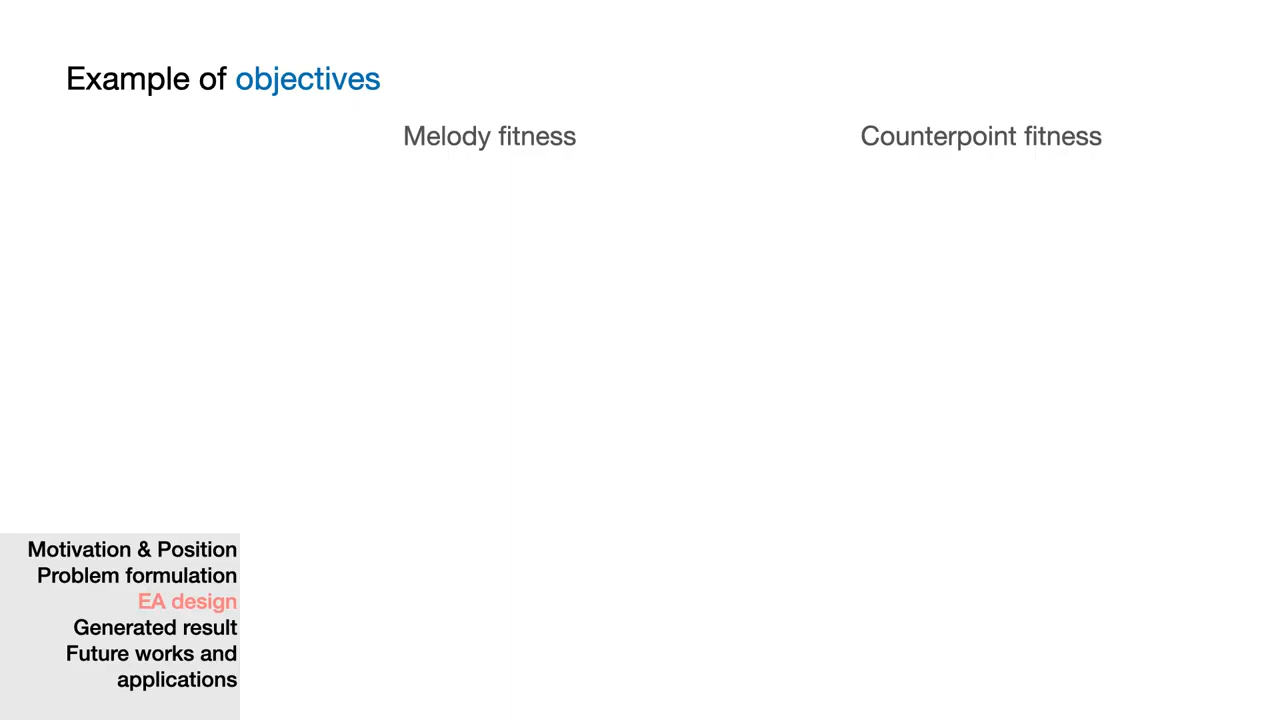 Example of objectives
Melody fitness
Counterpoint fitness
Motivation & Position
Problem formulation
EA design
Generated result
Future works and
applications